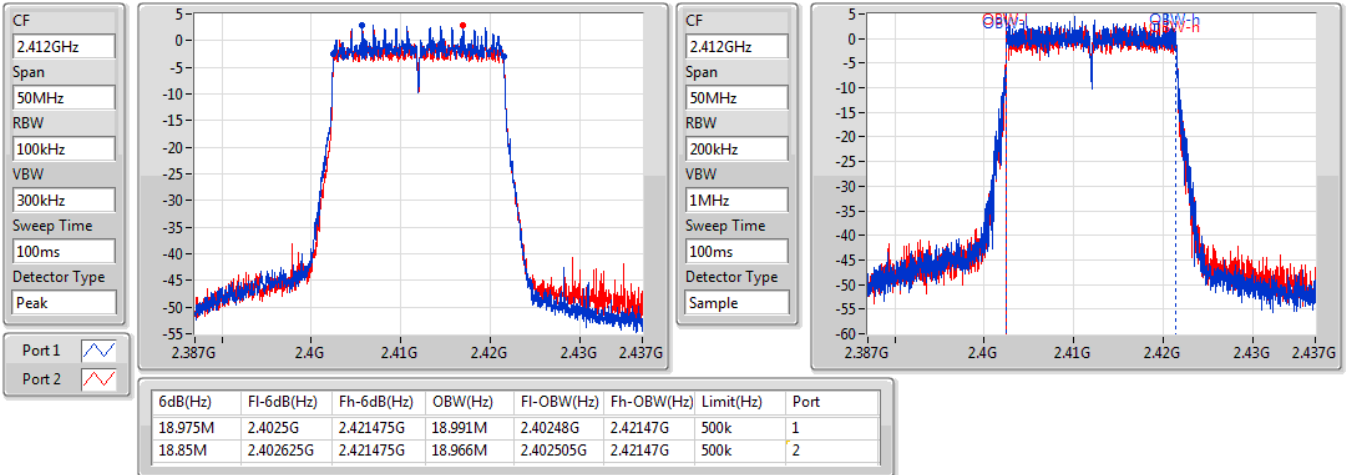 CF
2.412GHz
Span
50MHz
RBW
100kHz
VBW
300kHz
Sweep Time
100ms
Detector Type
Peak
Port 1
Port 2
5
0
-5
-10
-15
-20
-25
-30
-35
-40
-45
-50
-55
2.387G 2.4G 2.41G 2.42G 2.43G 2.437G
CF
2.412GHz
Span
50MHz
RBW
200kHz
VBW
1MHz
Sweep Time
100ms
Detector Type
Sample
OBW-l OBW-h
OBW-l OBW-h
5
0
-5
-10
-15
-20
-25
-30
-35
-40
-45
-50
-55
-60
2.387G 2.4G 2.41G 2.42G 2.43G 2.437G
6dB(Hz) Fl-6dB(Hz) Fh-6dB(Hz) OBW(Hz) Fl-OBW(Hz) Fh-OBW(Hz) Limit(Hz) Port
18.975M 2.4025G 2.421475G 18.991M 2.40248G 2.42147G 500k 1
18.85M 2.402625G 2.421475G 18.966M 2.402505G 2.42147G 500k 2